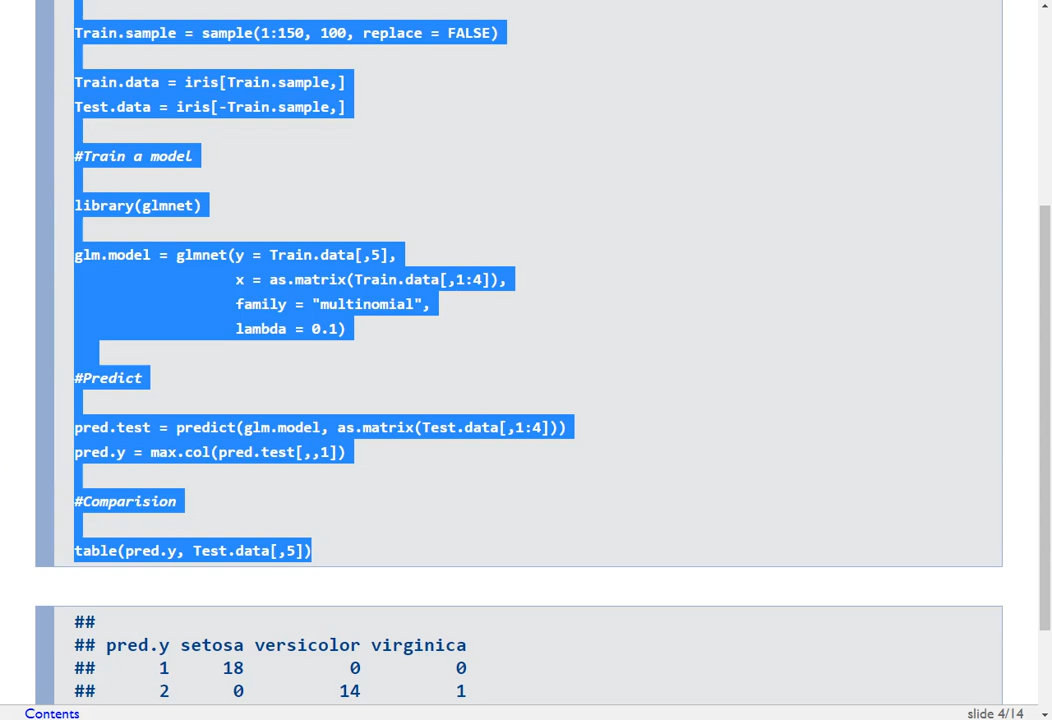 Train.sample = sample(1:150, 100, replace = FALSE)
Train.data = iris[Train.sample,]
Test.data = iris[-Train.sample,]
#Train a model
library(glmnet)
glm.model = glmnet(y = Train.data[,5],
x = as.matrix(Train.data[,1:4]),
family = "multinomial",
lambda = 0.1)
#Predict
pred.test = predict(glm.model, as.matrix(Test.data[,1:4]))
pred.y = max.col(pred.test[,,1])
#Comparision
table(pred.y, Test.data[,5])
##
## pred.y setosa versicolor virginica
## 1 18 0 0
## 2 0 14 1
Contents
slide 4/14